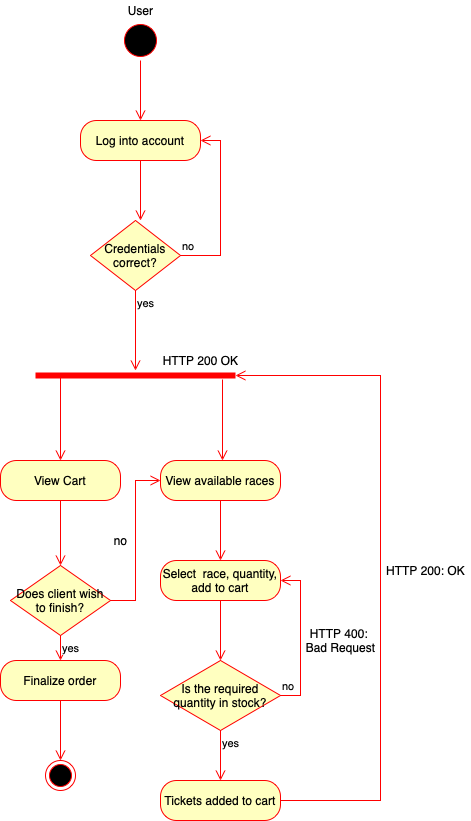 User
Log into account
Credentials
correct?
no
yes
HTTP 200 OK
View Cart
View available races
no
Does client wish
to finish?
yes
Finalize order
Select  race, quantity,
add to cart
HTTP 200: OK
HTTP 400:
Bad Request
Is the required
quantity in stock?
no
yes
Tickets added to cart